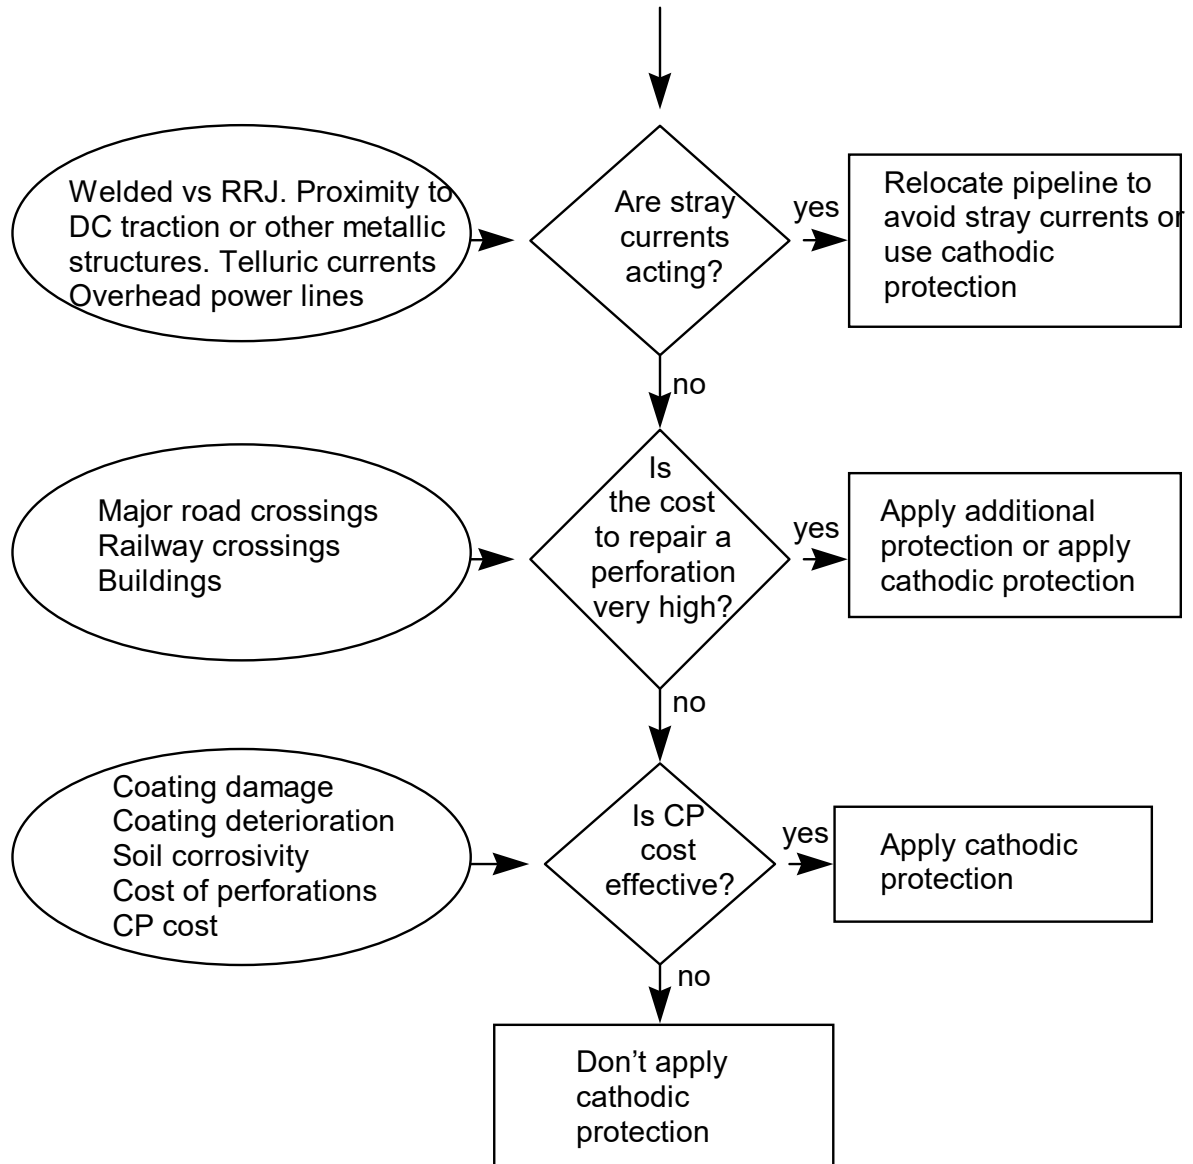 Welded vs RRJ. Proximity to
DC traction or other metallic
structures. Telluric currents
Overhead power lines
Are stray
currents
acting?
yes
Relocate pipeline to
avoid stray currents or
use cathodic
protection
no
Major road crossings
Railway crossings
Buildings
Is
the cost
to repair a
perforation
very high?
yes
Apply additional
protection or apply
cathodic protection
no
Coating damage
Coating deterioration
Soil corrosivity
Cost of perforations
CP cost
Is CP
cost
effective?
yes
Apply cathodic
protection
no
Don’t apply
cathodic
protection